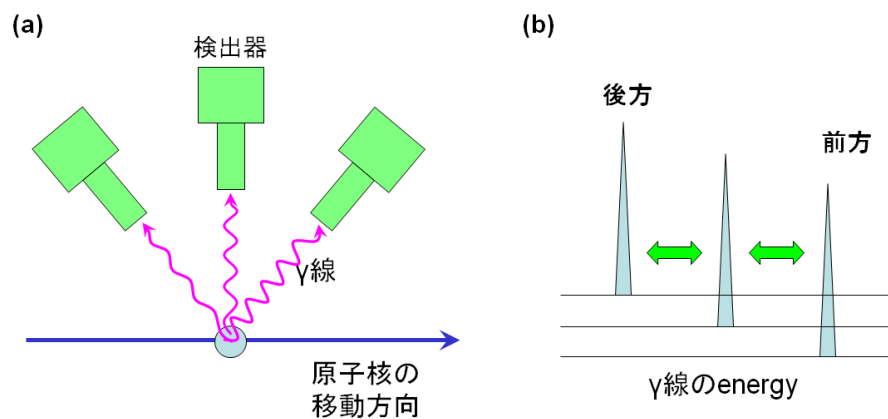 (a)
検出器
γ線
原子核の
移動方向
(b)
後方
前方
γ線のenergy